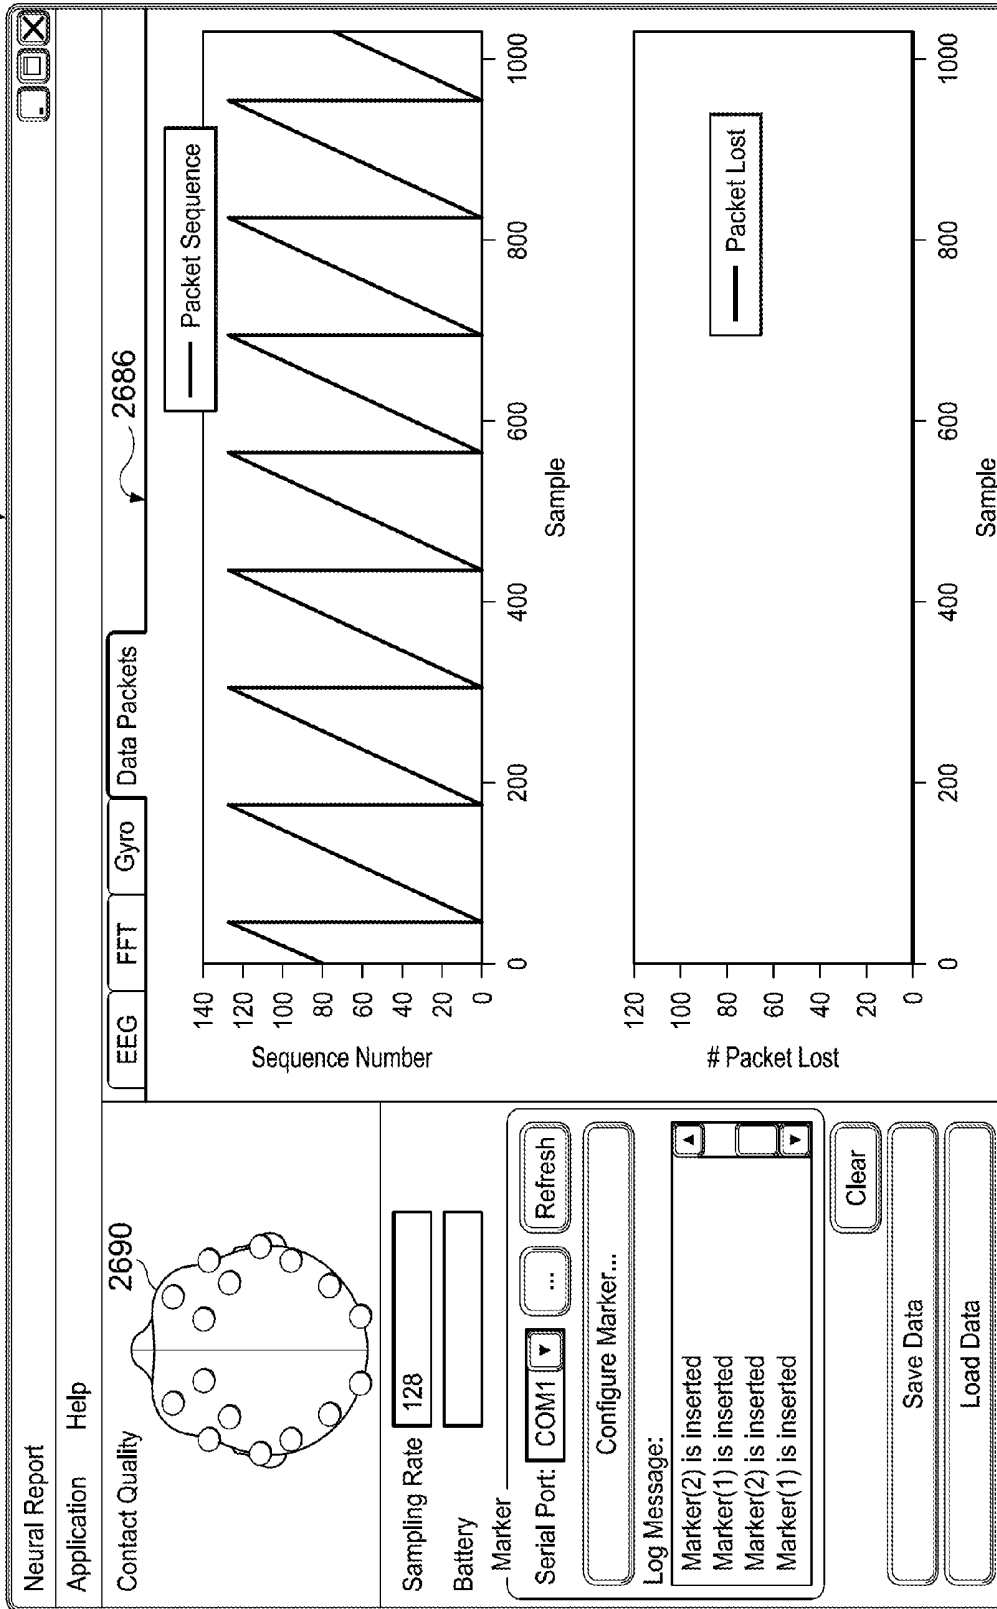 Neural Report
Application Help
Contact Quality
2690
Sampling Rate 128
Battery
Marker
Serial Port: COM1 ... Refresh
Configure Marker...
Log Message:
Marker(2) is inserted
Marker(1) is inserted
Marker(2) is inserted
Marker(1) is inserted
Clear
Save Data
Load Data
EEG FFT Gyro Data Packets
2686
Packet Sequence
140
120
100
80
60
40
20
0
Sequence Number
0 200 400 600 800 1000
Sample
Packet Lost
120
100
80
60
40
20
0
# Packet Lost
0 200 400 600 800 1000
Sample